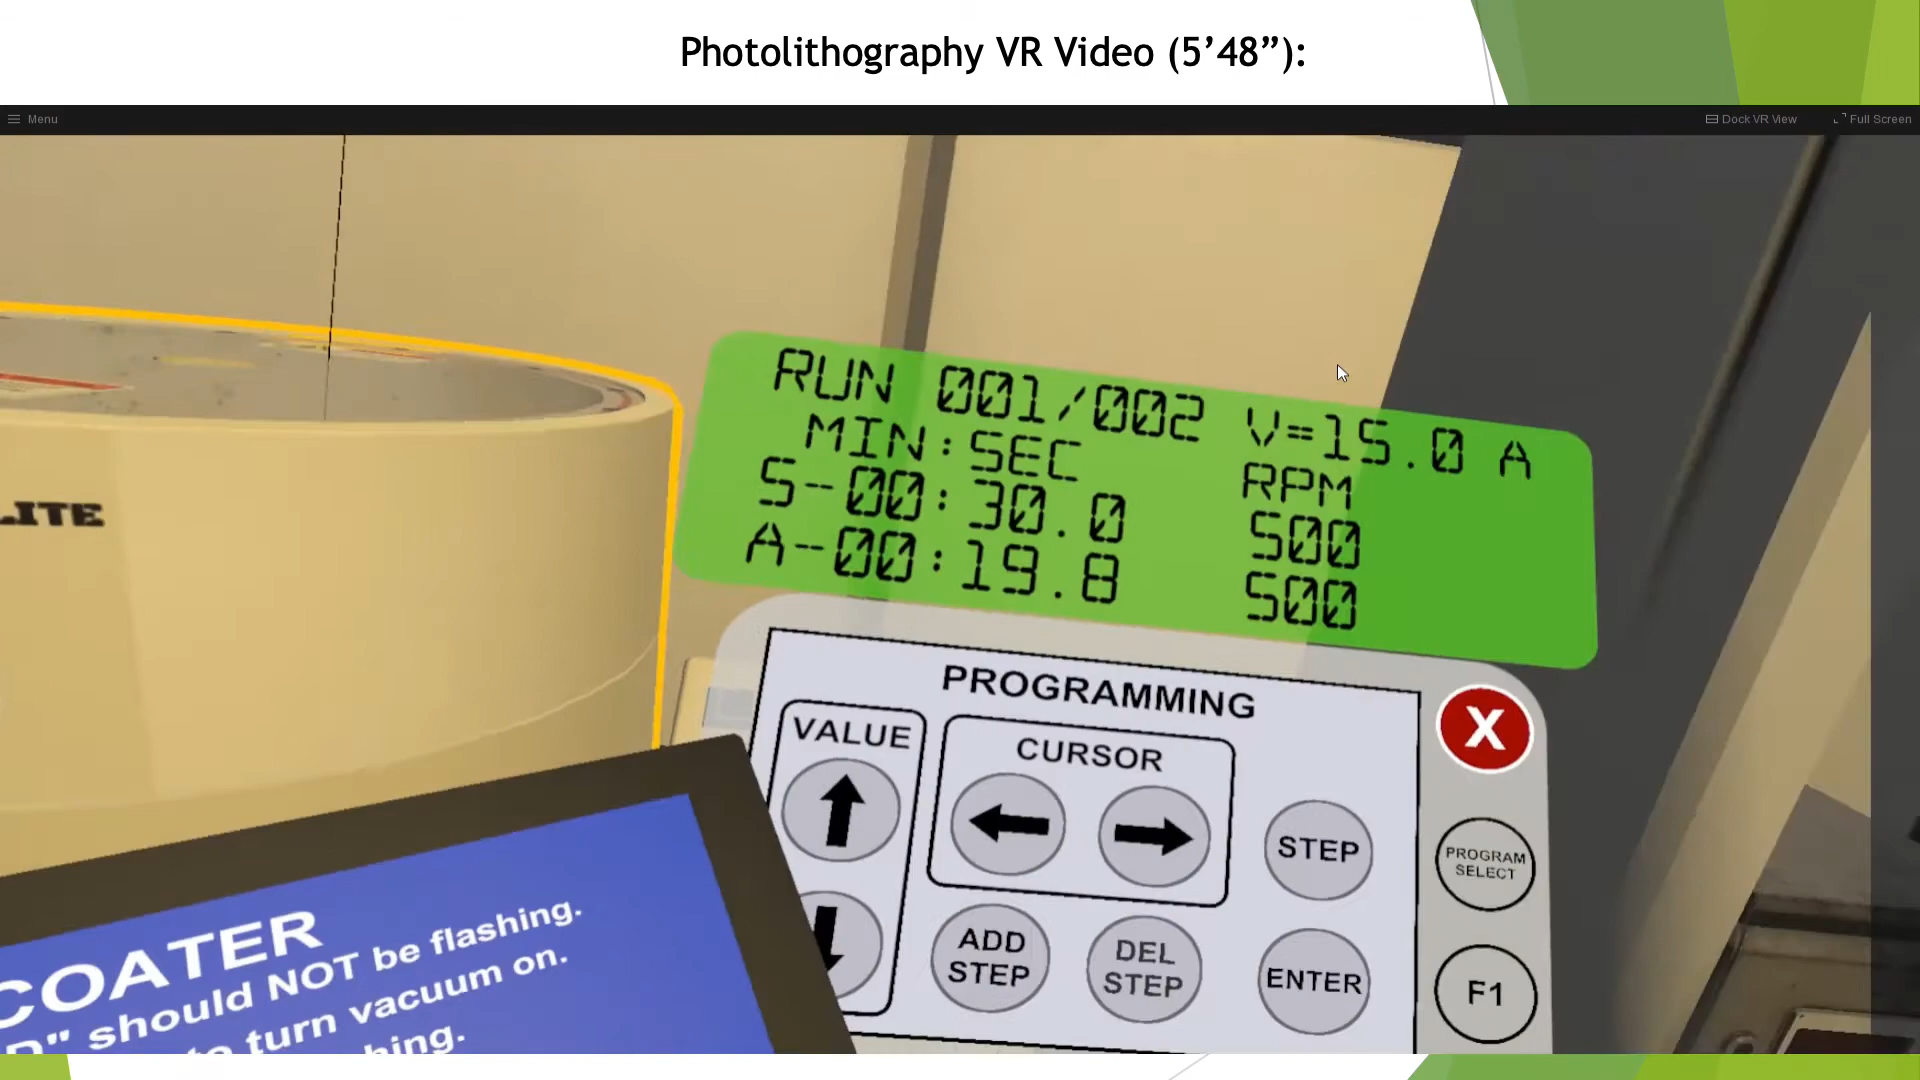 Photolithography VR Video (5’48”):
Menu
Dock VR View
Full Screen
RUN 001/002 V=15.0 A
MIN:SEC RPM
S-00:30.0 500
A-00:19.8 500
LITE
PROGRAMMING
VALUE
CURSOR
X
STEP
PROGRAM
SELECT
ADD
STEP
DEL
STEP
ENTER
F1
COATER
should NOT be flashing.
to turn vacuum on.